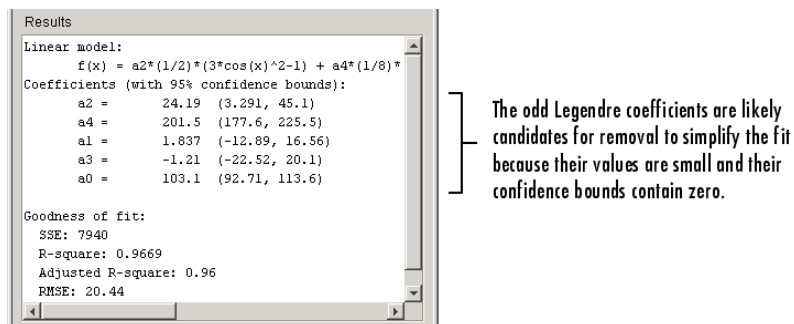 Results
Linear model:
f(x) = a2*(1/2)*(3*cos(x)^2-1) + a4*(1/8)*
Coefficients (with 95% confidence bounds):
a2 = 24.19 (3.291, 45.1)
a4 = 201.5 (177.6, 225.5)
a1 = 1.837 (-12.89, 16.56)
a3 = -1.21 (-22.52, 20.1)
a0 = 103.1 (92.71, 113.6)
Goodness of fit:
SSE: 7940
R-square: 0.9669
Adjusted R-square: 0.96
RMSE: 20.44
The odd Legendre coefficients are likely
candidates for removal to simplify the fit
because their values are small and their
confidence bounds contain zero.